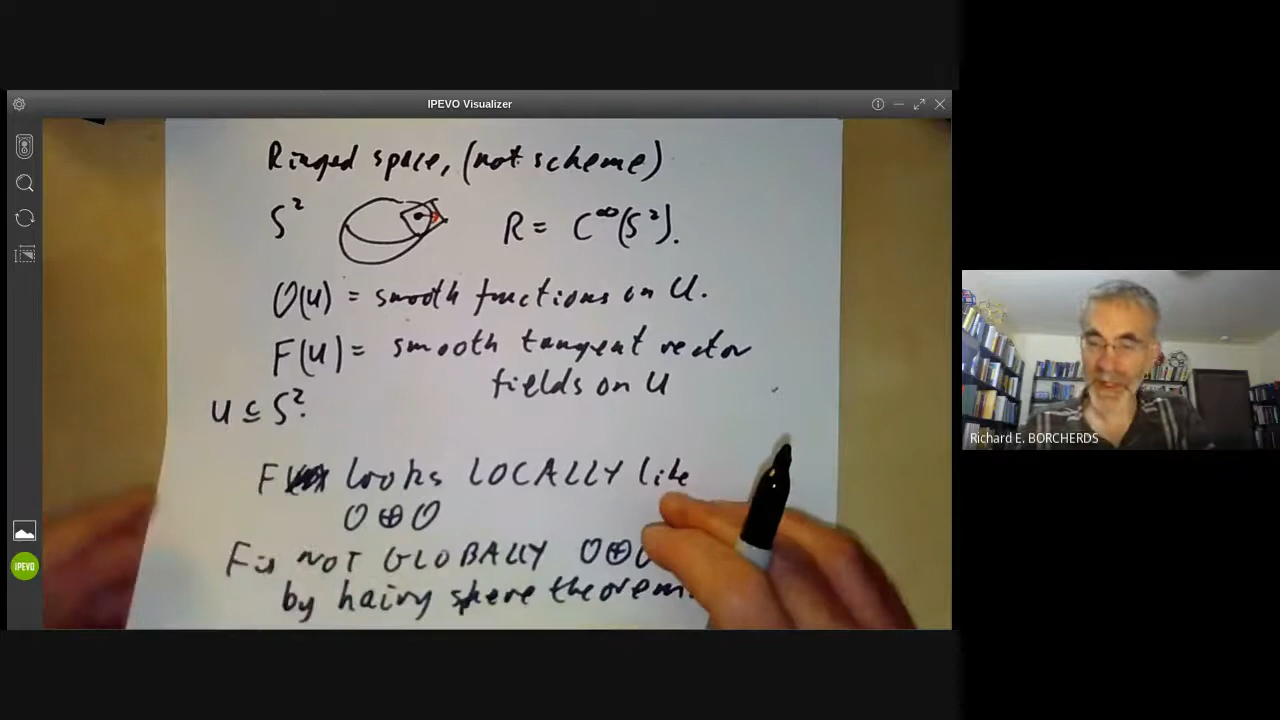 IPEVO Visualizer
Ringed space, (not scheme)
S² R = C^∞(S²).
O(U) = smooth functions on U.
F(U) = smooth tangent vector
fields on U
U ⊆ S².
F looks LOCALLY like
O ⊕ O
F is NOT GLOBALLY O ⊕ O
by hairy sphere theorem.
Richard E. BORCHERDS
IPEVO